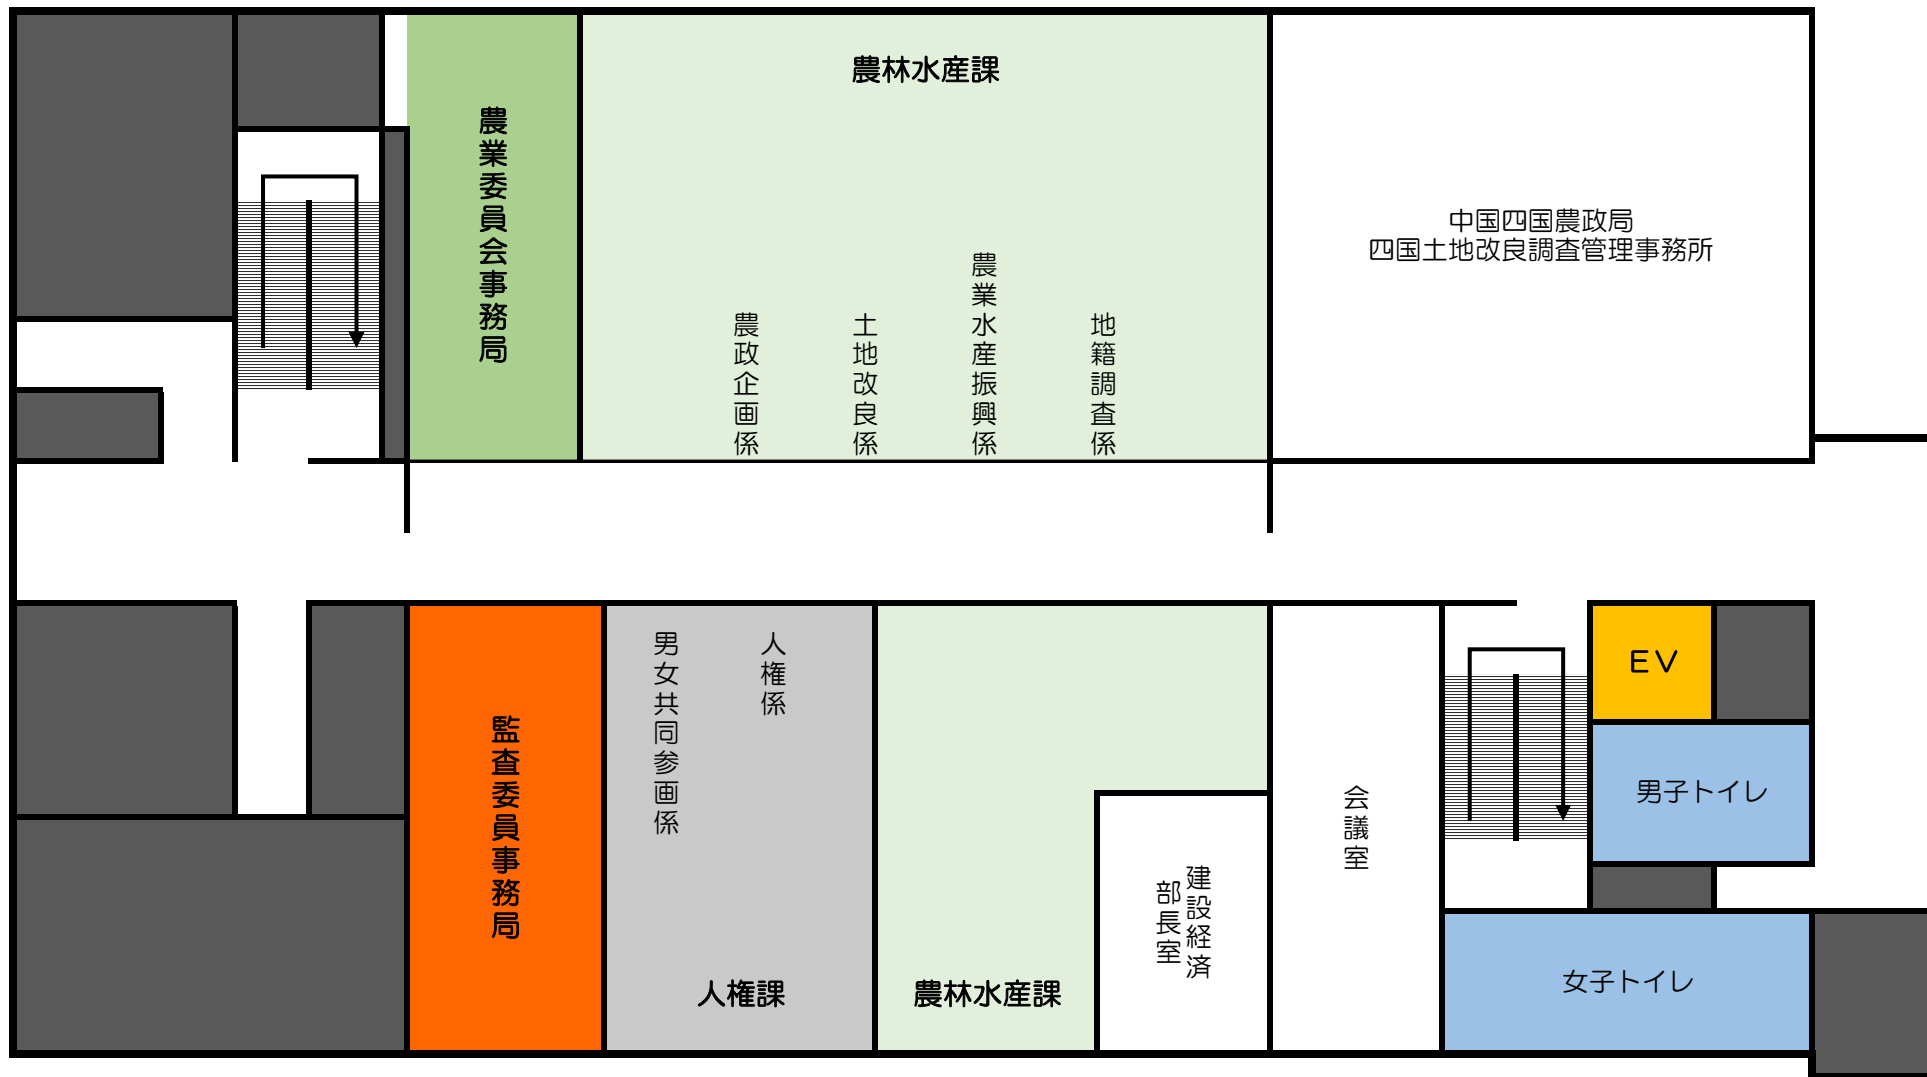 農林水産課
農業委員会事務局
中国四国農政局
四国土地改良調査管理事務所
農政企画係
土地改良係
農業水産振興係
地籍調査係
監査委員事務局
男女共同参画係
人権係
人権課
農林水産課
建設経済
部長室
会議室
EV
男子トイレ
女子トイレ